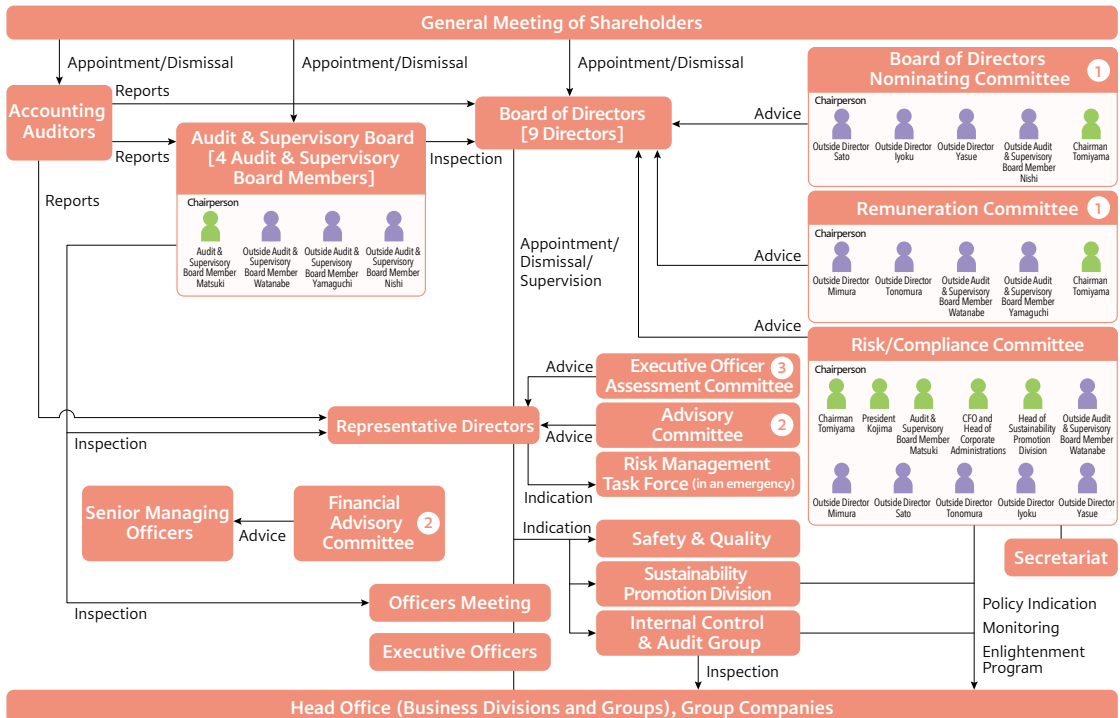 General Meeting of Shareholders
Appointment/Dismissal
Appointment/Dismissal
Appointment/Dismissal
Accounting
Auditors
Reports
Reports
Reports
Audit & Supervisory Board
[4 Audit & Supervisory
Board Members]
Chairperson
Audit &
Supervisory
Board Member
Matsuki
Outside Audit &
Supervisory
Board Member
Watanabe
Outside Audit &
Supervisory
Board Member
Yamaguchi
Outside Audit &
Supervisory
Board Member
Nishi
Inspection
Board of Directors
[9 Directors]
Advice
Board of Directors
Nominating Committee
1
Chairperson
Outside Director
Sato
Outside Director
Iyoku
Outside Director
Yasue
Outside Audit
& Supervisory
Board Member
Nishi
Chairman
Tomiyama
Advice
Remuneration Committee
1
Chairperson
Outside Director
Mimura
Outside Director
Tonomura
Outside Audit
& Supervisory
Board Member
Watanabe
Outside Audit
& Supervisory
Board Member
Yamaguchi
Chairman
Tomiyama
Advice
Risk/Compliance Committee
Chairperson
Chairman
Tomiyama
President
Kojima
Audit &
Supervisory
Board Member
Matsuki
CFO and
Head of
Corporate
Administrations
Head of
Sustainability
Promotion
Division
Outside Audit
& Supervisory
Board Member
Watanabe
Outside Director
Mimura
Outside Director
Sato
Outside Director
Tonomura
Outside Director
Iyoku
Outside Director
Yasue
Secretariat
Appointment/
Dismissal/
Supervision
Advice
Executive Officer
Assessment Committee
3
Representative Directors
Advice
Advisory
Committee
2
Inspection
Indication
Risk Management
Task Force (in an emergency)
Senior Managing
Officers
Advice
Financial
Advisory
Committee
2
Indication
Safety & Quality
Sustainability
Promotion Division
Internal Control
& Audit Group
Inspection
Officers Meeting
Executive Officers
Inspection
Policy Indication
Monitoring
Enlightenment
Program
Head Office (Business Divisions and Groups), Group Companies